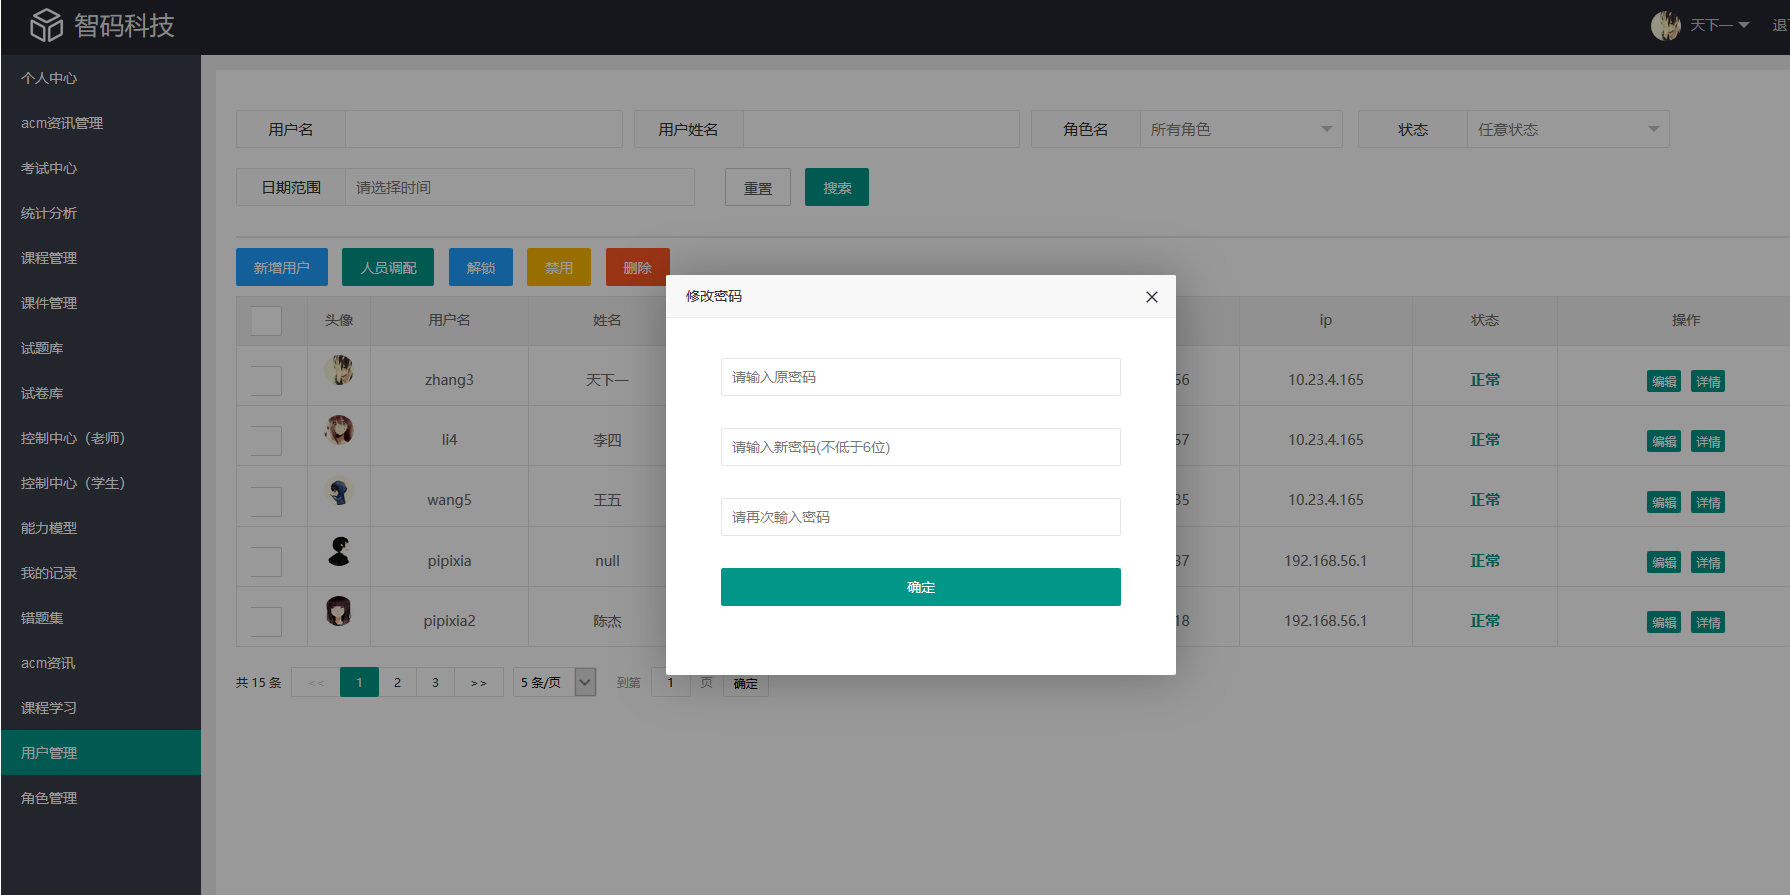 智码科技
天下一
退
个人中心
acm资讯管理
考试中心
统计分析
课程管理
课件管理
试题库
试卷库
控制中心（老师）
控制中心（学生）
能力模型
我的记录
错题集
acm资讯
课程学习
用户管理
角色管理
用户名 用户姓名 角色名 所有角色 状态 任意状态
日期范围 请选择时间 重置 搜索
新增用户 人员调配 解锁 禁用 删除
头像 用户名 姓名 ip 状态 操作
zhang3 天下一 56 10.23.4.165 正常 编辑 详情
li4 李四 57 10.23.4.165 正常 编辑 详情
wang5 王五 35 10.23.4.165 正常 编辑 详情
pipixia null 37 192.168.56.1 正常 编辑 详情
pipixia2 陈杰 18 192.168.56.1 正常 编辑 详情
共 15 条 << 1 2 3 >> 5 条/页 到第 1 页 确定
修改密码
请输入原密码
请输入新密码(不低于6位)
请再次输入密码
确定